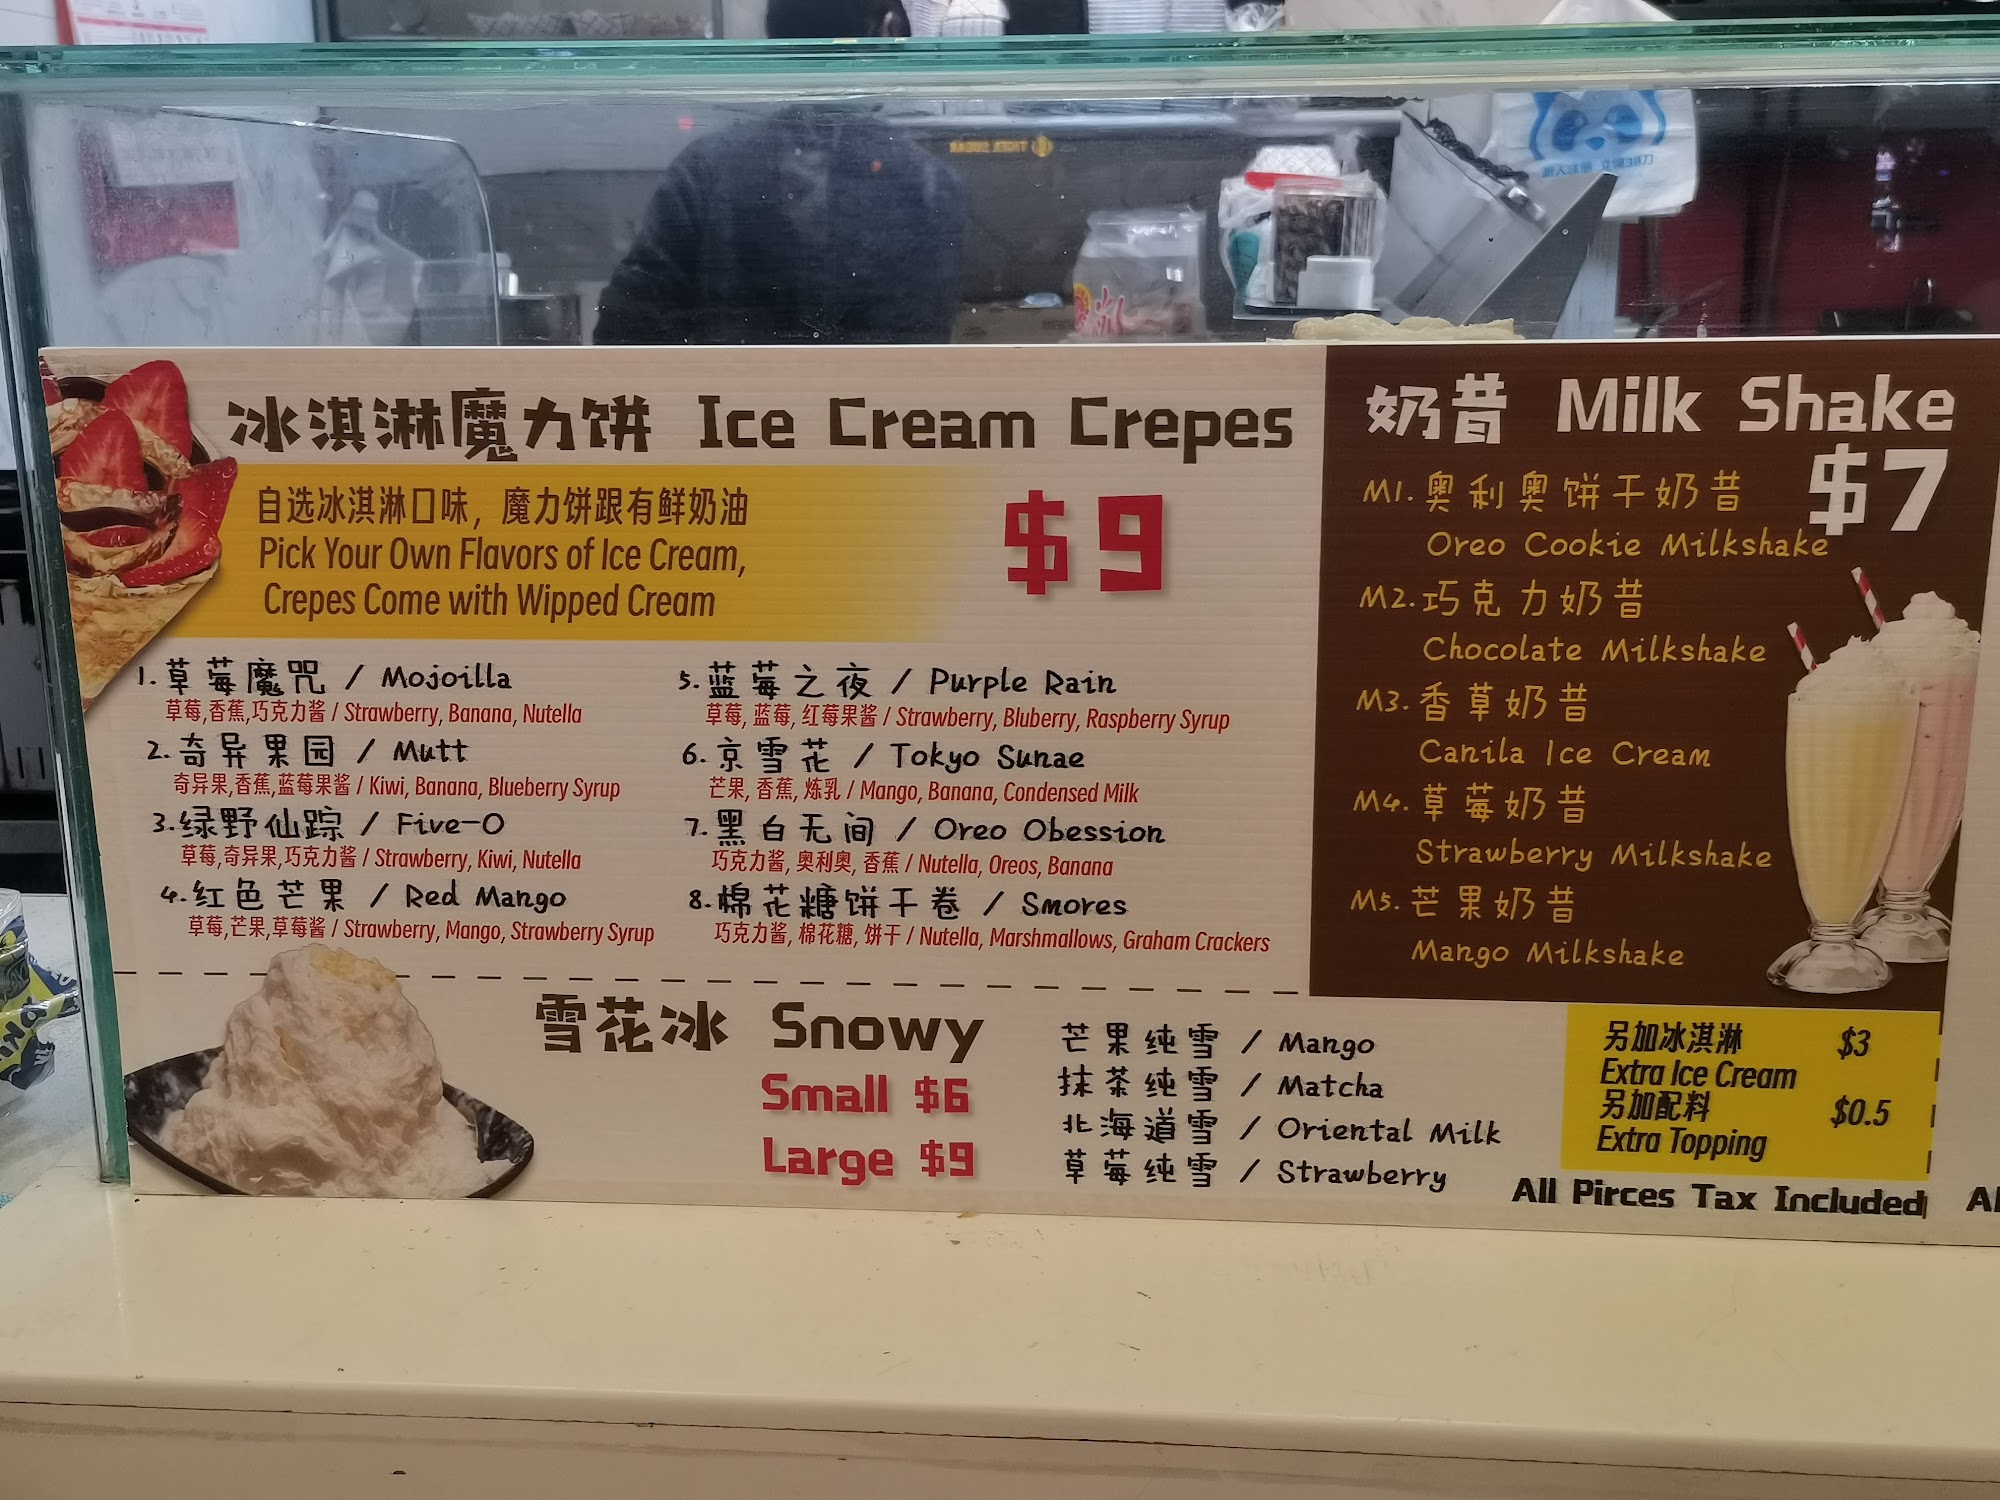 冰淇淋魔力饼 Ice Cream Crepes
自选冰淇淋口味，魔力饼跟有鲜奶油
Pick Your Own Flavors of Ice Cream,
Crepes Come with Wipped Cream
$9
1.草莓魔咒 / Mojoilla
草莓,香蕉,巧克力酱 / Strawberry, Banana, Nutella
2.奇异果园 / Mutt
奇异果,香蕉,蓝莓果酱 / Kiwi, Banana, Blueberry Syrup
3.绿野仙踪 / Five-O
草莓,奇异果,巧克力酱 / Strawberry, Kiwi, Nutella
4.红色芒果 / Red Mango
草莓,芒果,草莓酱 / Strawberry, Mango, Strawberry Syrup
5.蓝莓之夜 / Purple Rain
草莓, 蓝莓, 红莓果酱 / Strawberry, Bluberry, Raspberry Syrup
6.京雪花 / Tokyo Sunae
芒果, 香蕉, 炼乳 / Mango, Banana, Condensed Milk
7.黑白无间 / Oreo Obession
巧克力酱, 奥利奥, 香蕉 / Nutella, Oreos, Banana
8.棉花糖饼干卷 / Smores
巧克力酱, 棉花糖, 饼干 / Nutella, Marshmallows, Graham Crackers
奶昔 Milk Shake
$7
M1.奥利奥饼干奶昔
Oreo Cookie Milkshake
M2.巧克力奶昔
Chocolate Milkshake
M3.香草奶昔
Canila Ice Cream
M4.草莓奶昔
Strawberry Milkshake
M5.芒果奶昔
Mango Milkshake
雪花冰 Snowy
Small $6
Large $9
芒果纯雪 / Mango
抹茶纯雪 / Matcha
北海道雪 / Oriental Milk
草莓纯雪 / Strawberry
另加冰淇淋 $3
Extra Ice Cream
另加配料 $0.5
Extra Topping
All Pirces Tax Included